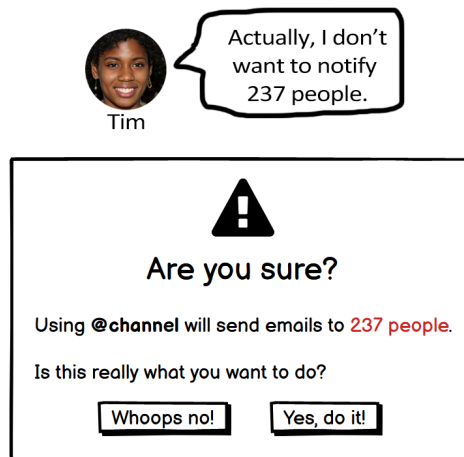 Actually, I don't
want to notify
237 people.
Tim
Are you sure?
Using @channel will send emails to 237 people.
Is this really what you want to do?
Whoops no!
Yes, do it!